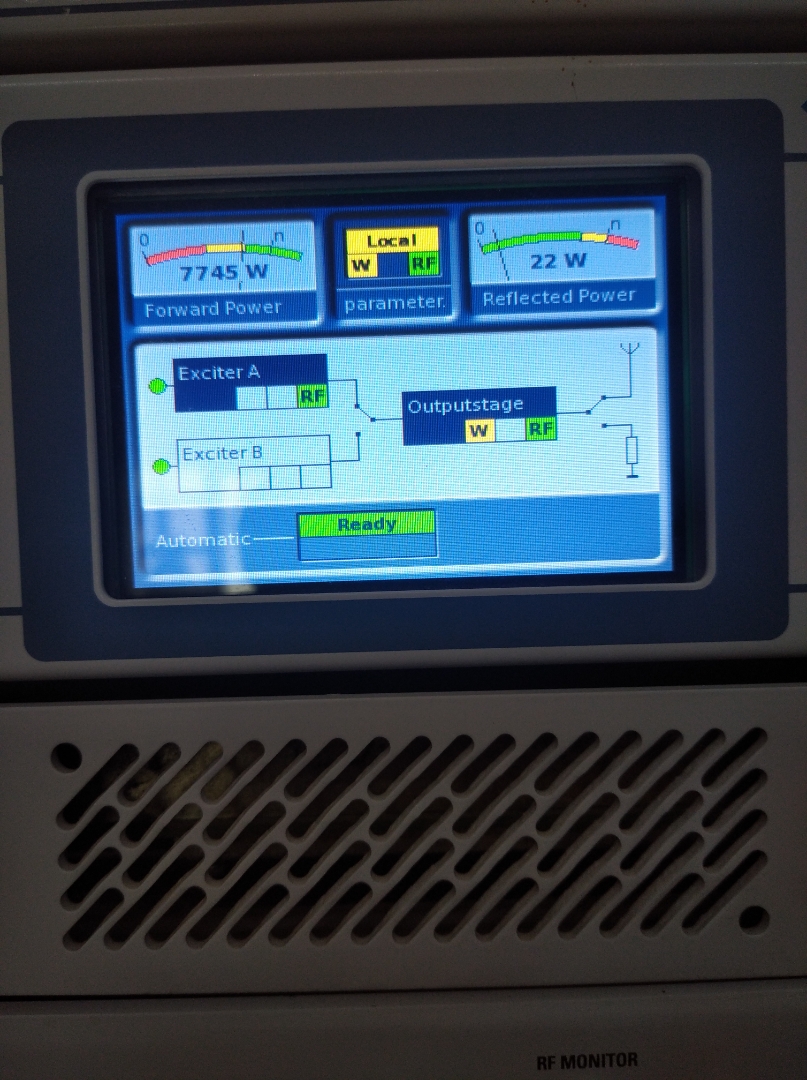 0 n
7745 W
Forward Power
Local
W RF
parameter.
0 n
22 W
Reflected Power
Exciter A
RF
Exciter B
Outputstage
W RF
Automatic
Ready
RF MONITOR